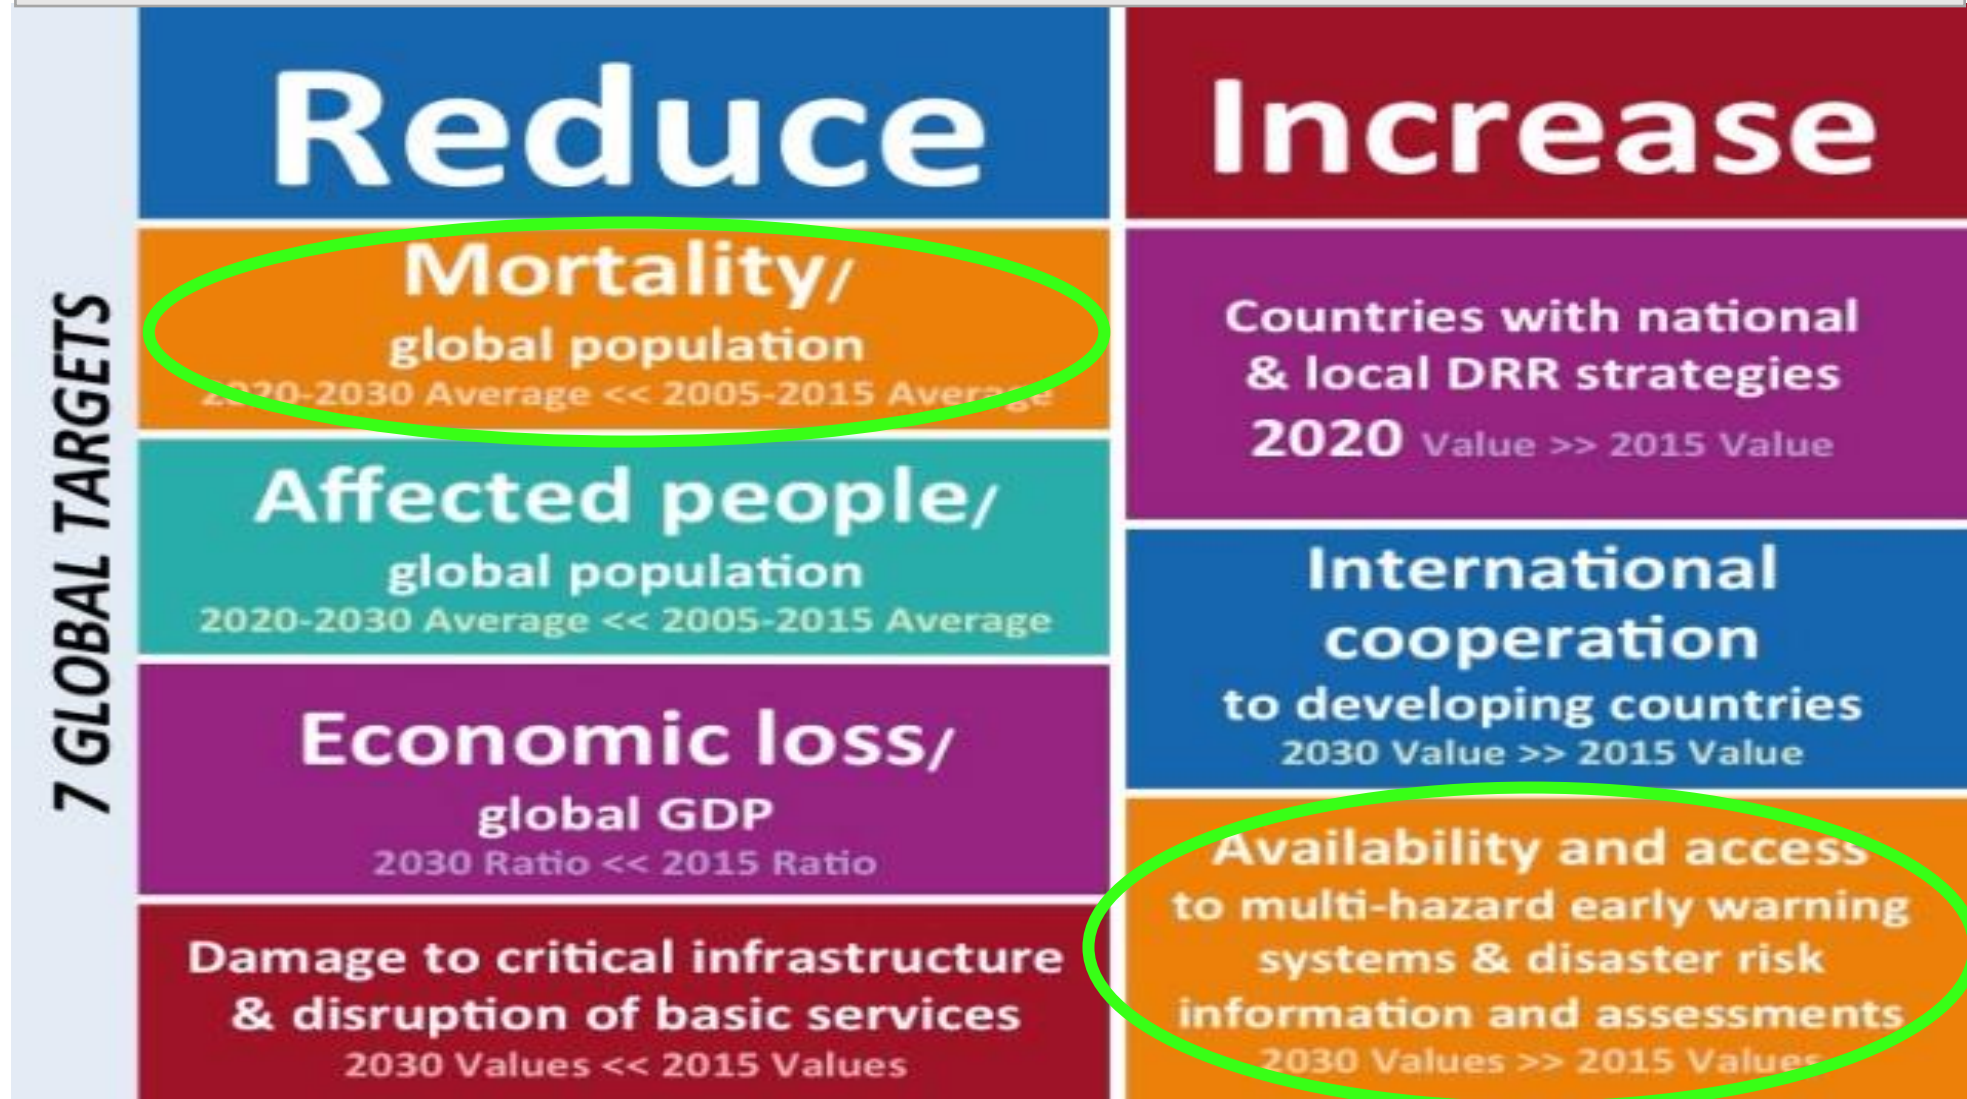 7 GLOBAL TARGETS
Reduce
Mortality/
global population
2020-2030 Average << 2005-2015 Average
Affected people/
global population
2020-2030 Average << 2005-2015 Average
Economic loss/
global GDP
2030 Ratio << 2015 Ratio
Damage to critical infrastructure
& disruption of basic services
2030 Values << 2015 Values
Increase
Countries with national
& local DRR strategies
2020 Value >> 2015 Value
International
cooperation
to developing countries
2030 Value >> 2015 Value
Availability and access
to multi-hazard early warning
systems & disaster risk
information and assessments
2030 Values >> 2015 Values